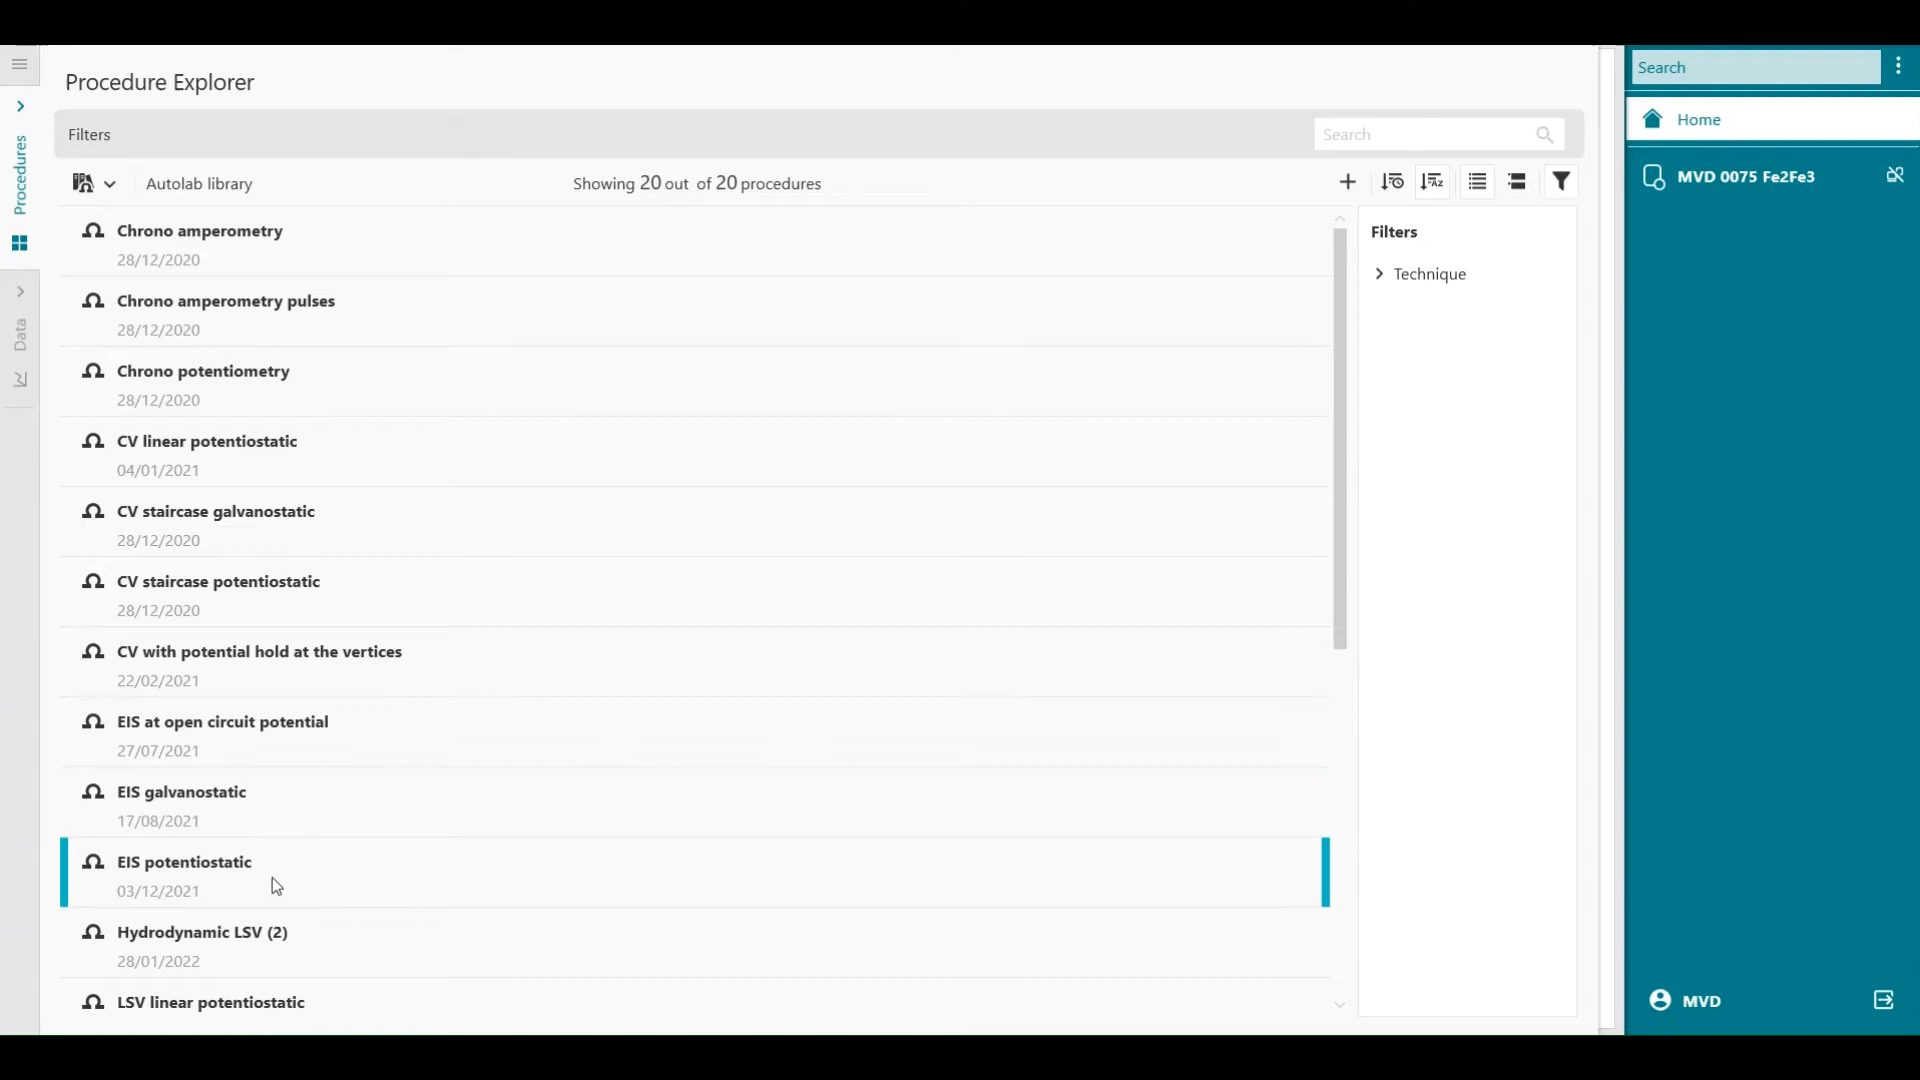 Procedure Explorer
Filters
Search
Autolab library
Showing 20 out of 20 procedures
Chrono amperometry
28/12/2020
Chrono amperometry pulses
28/12/2020
Chrono potentiometry
28/12/2020
CV linear potentiostatic
04/01/2021
CV staircase galvanostatic
28/12/2020
CV staircase potentiostatic
28/12/2020
CV with potential hold at the vertices
22/02/2021
EIS at open circuit potential
27/07/2021
EIS galvanostatic
17/08/2021
EIS potentiostatic
03/12/2021
Hydrodynamic LSV (2)
28/01/2022
LSV linear potentiostatic
Filters
Technique
Procedures
Data
Search
Home
MVD 0075 Fe2Fe3
MVD